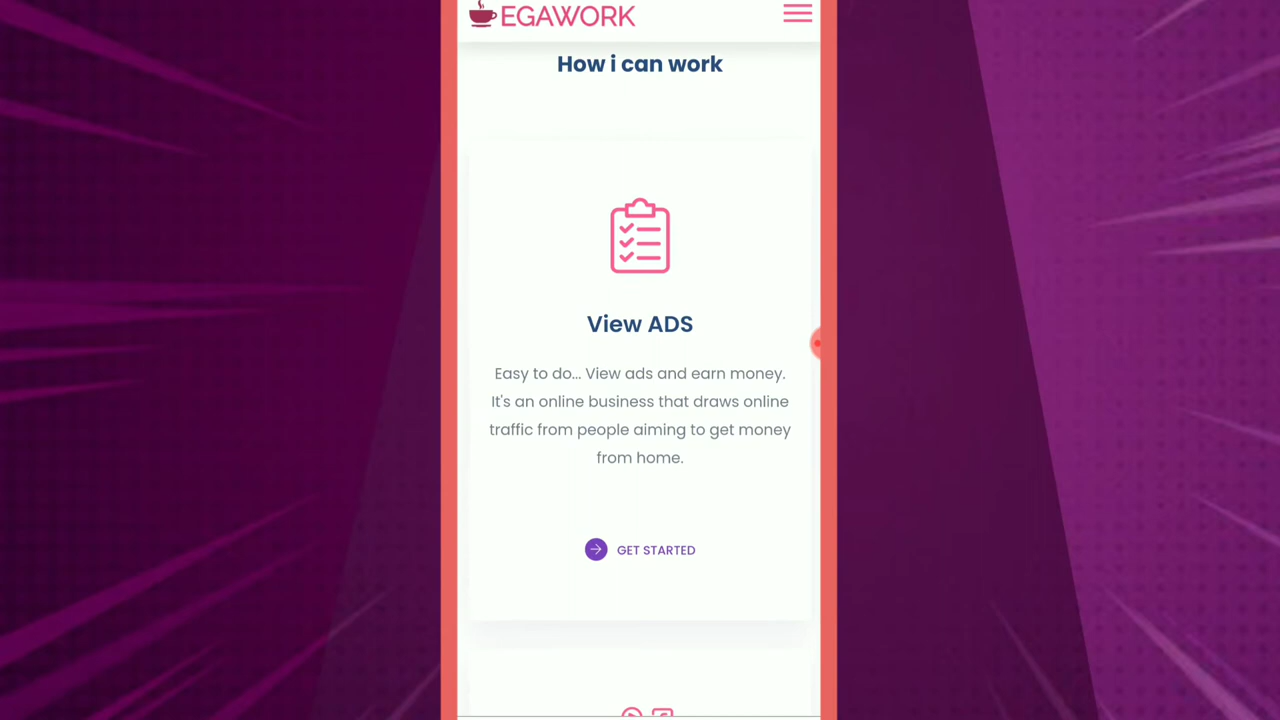 EGAWORK
How i can work
View ADS
Easy to do... View ads and earn money.
It's an online business that draws online
traffic from people aiming to get money
from home.
GET STARTED